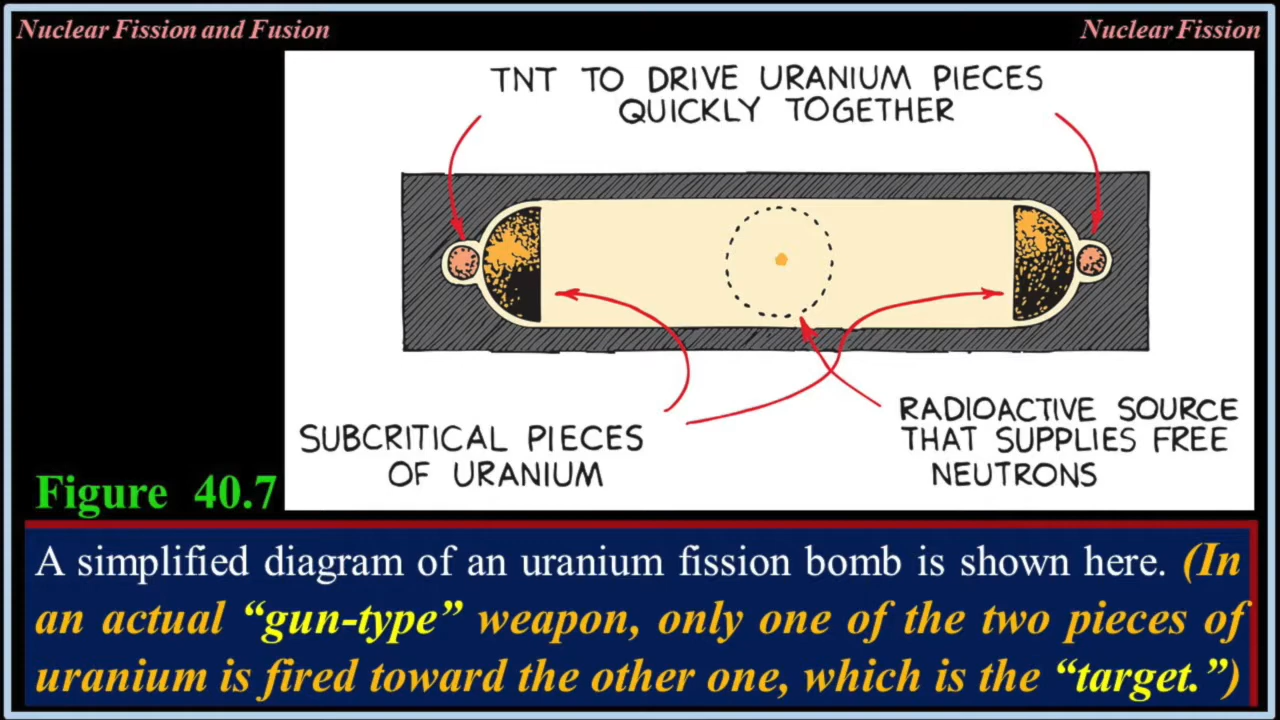 Nuclear Fission and Fusion
Nuclear Fission
TNT TO DRIVE URANIUM PIECES
QUICKLY TOGETHER
SUBCRITICAL PIECES
OF URANIUM
RADIOACTIVE SOURCE
THAT SUPPLIES FREE
NEUTRONS
Figure 40.7
A simplified diagram of an uranium fission bomb is shown here. (In
an actual “gun-type” weapon, only one of the two pieces of
uranium is fired toward the other one, which is the “target.”)